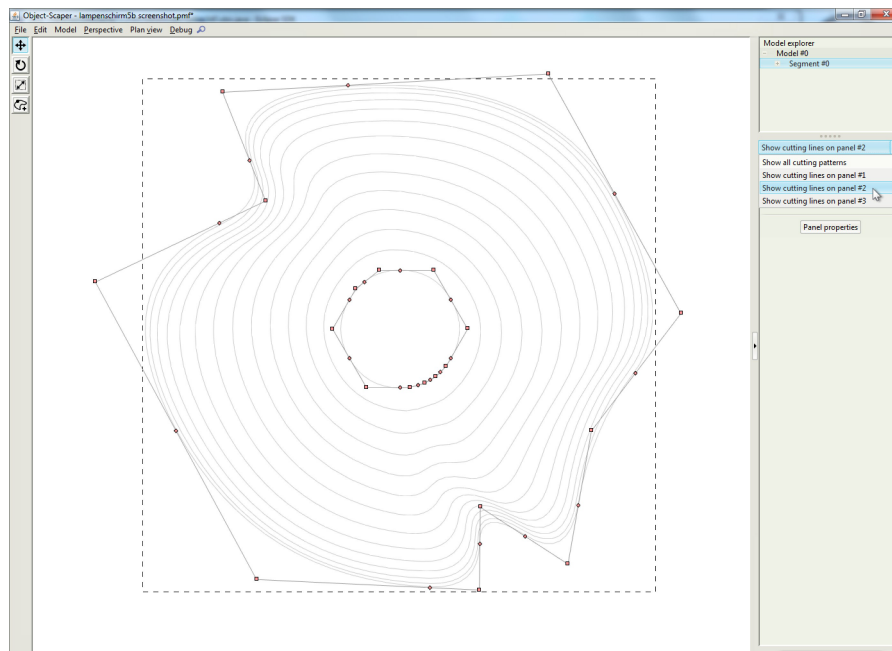 Object-Scaper - lampenschirm5b screenshot.pmf*
File Edit Model Perspective Plan view Debug
Model explorer
Model #0
Segment #0
Show cutting lines on panel #2
Show all cutting patterns
Show cutting lines on panel #1
Show cutting lines on panel #2
Show cutting lines on panel #3
Panel properties